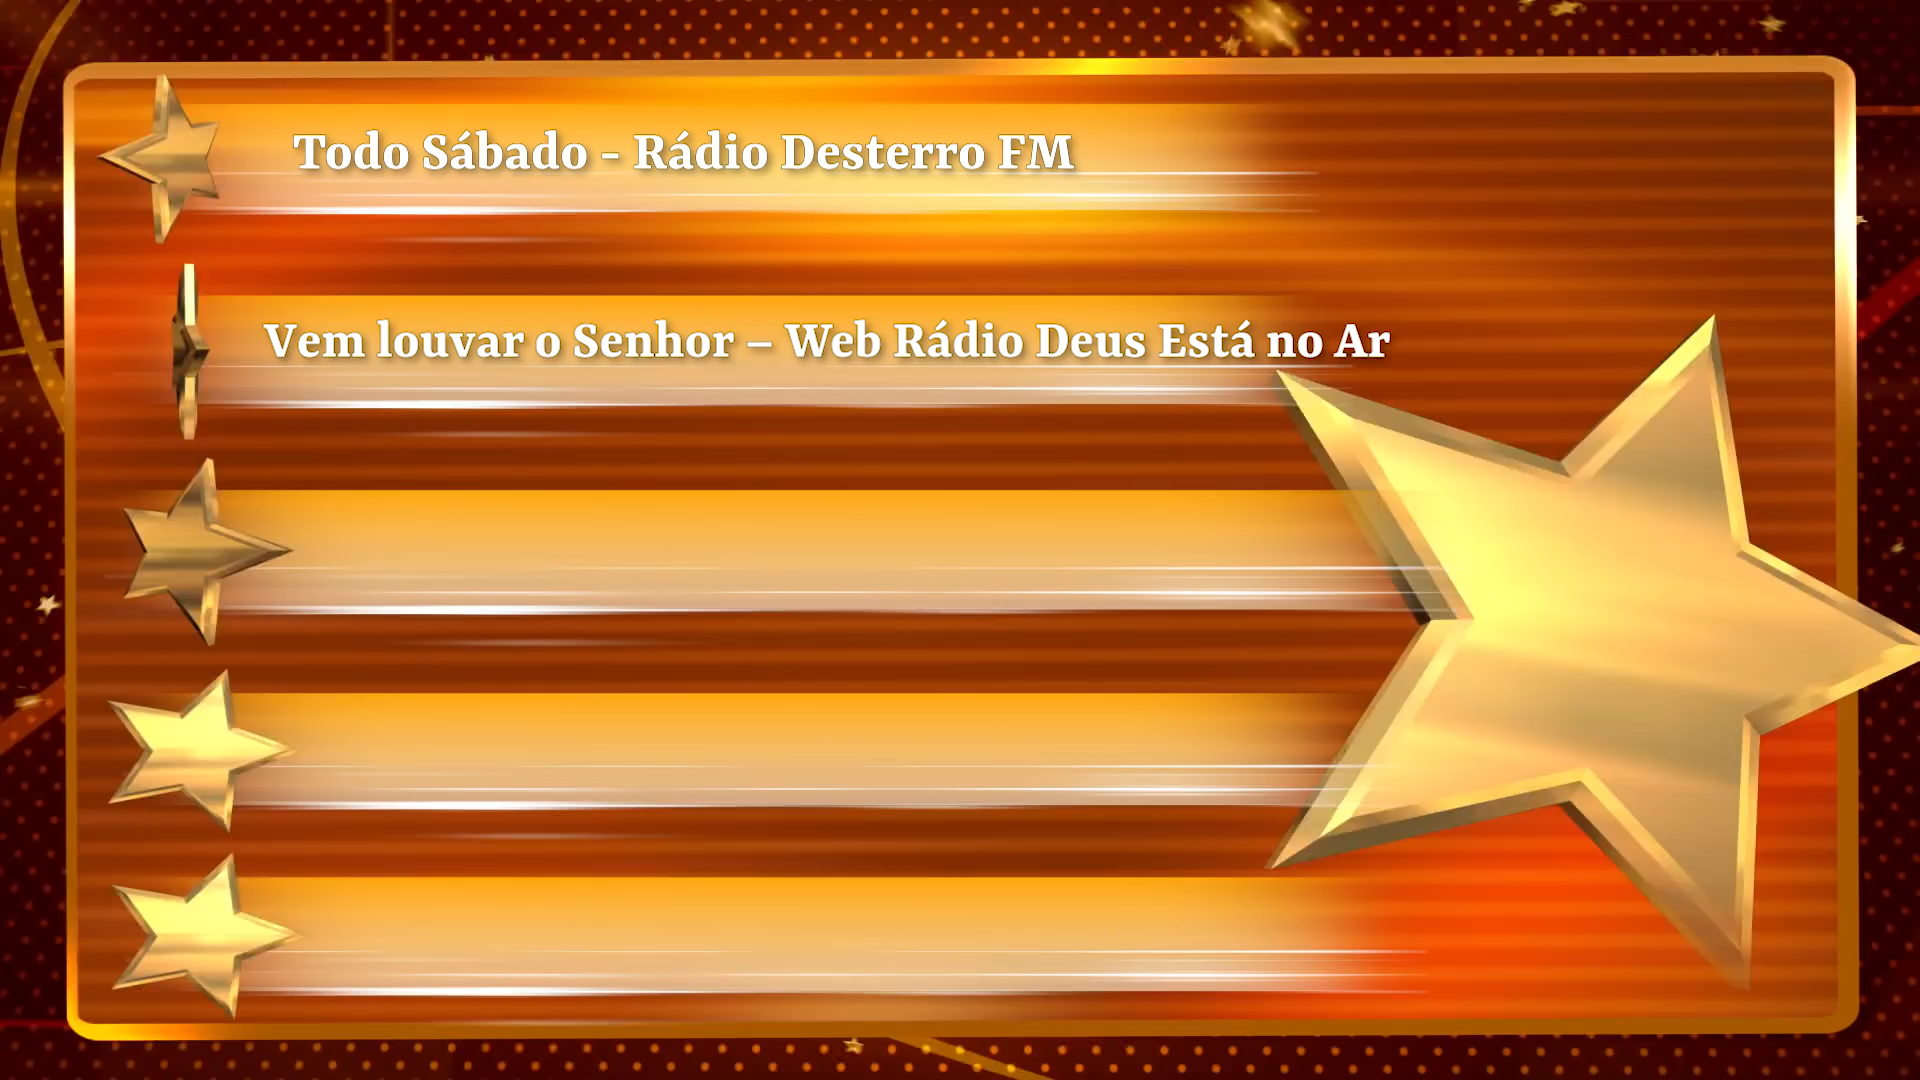 Todo Sábado - Rádio Desterro FM
Vem louvar o Senhor – Web Rádio Deus Está no Ar